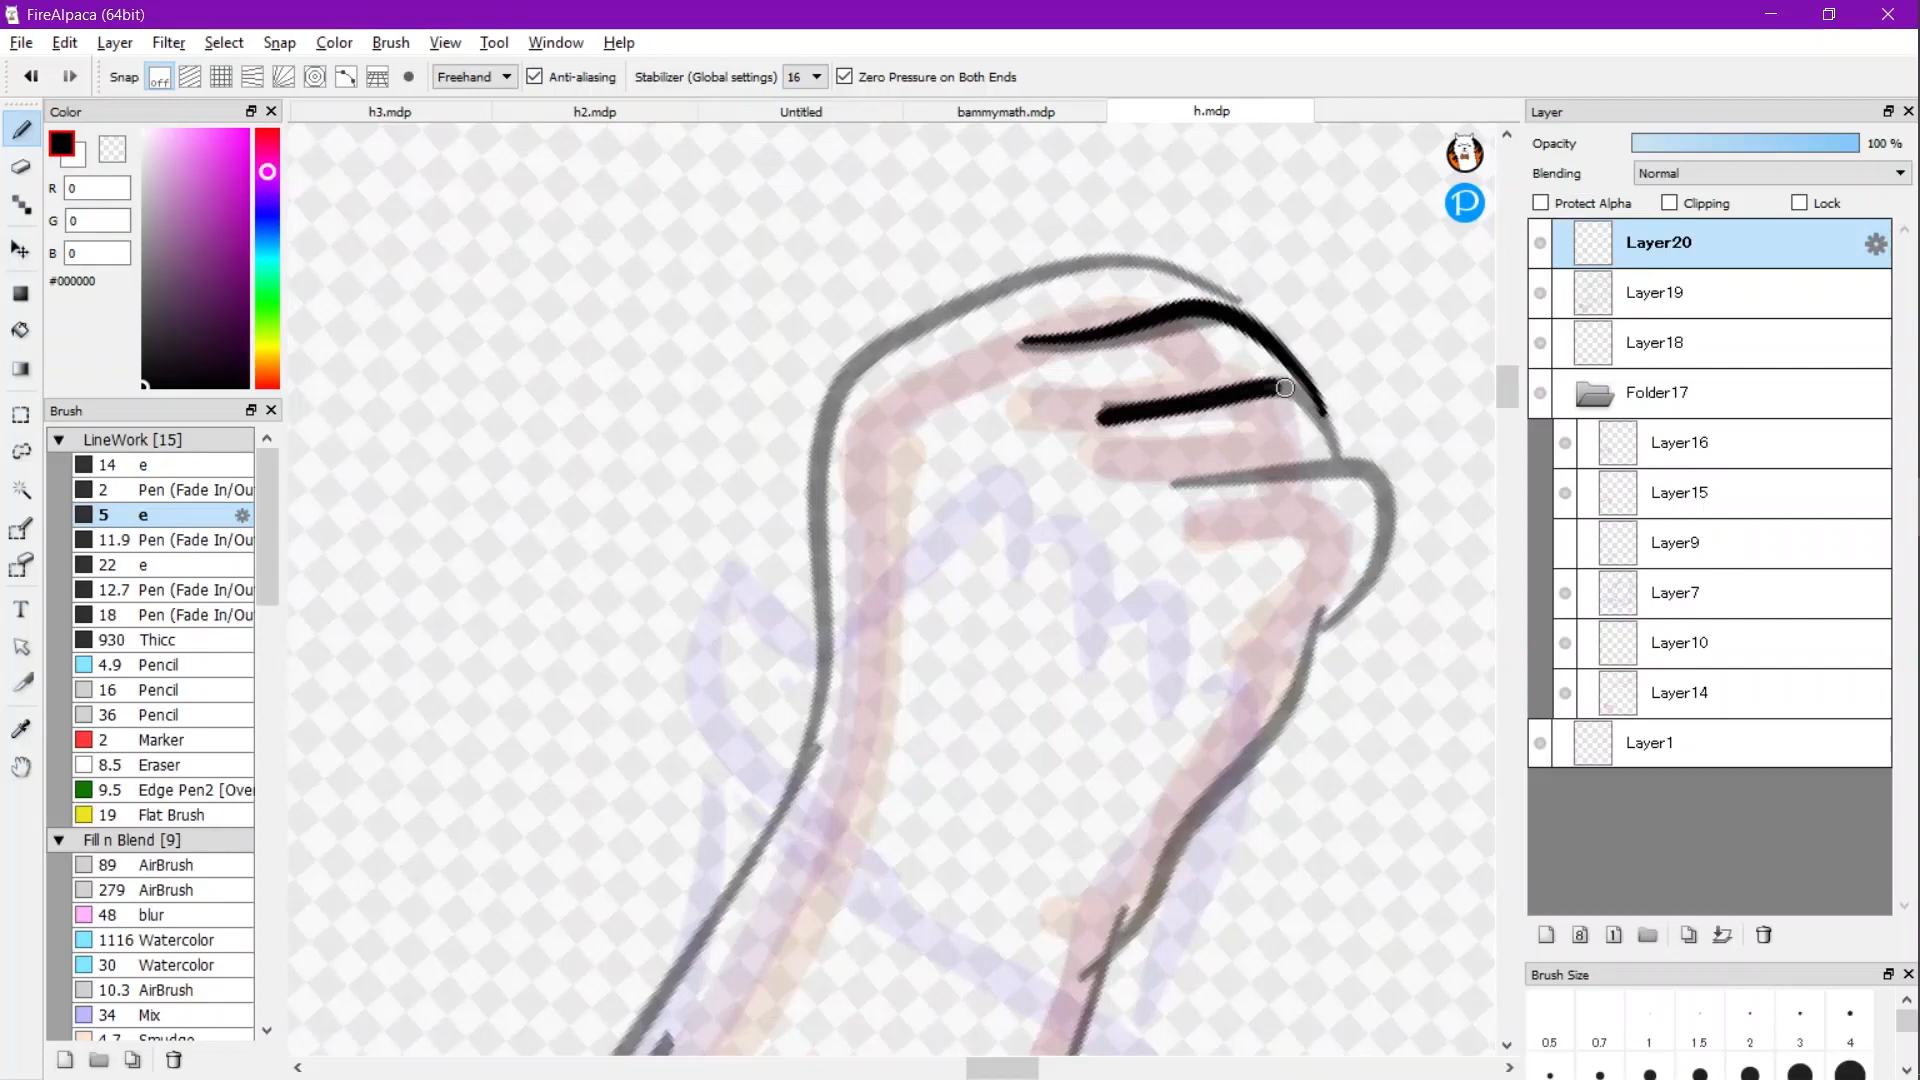 FireAlpaca (64bit)
File Edit Layer Filter Select Snap Color Brush View Tool Window Help
Snap off Freehand Anti-aliasing Stabilizer (Global settings) 16 Zero Pressure on Both Ends
Color
h3.mdp h2.mdp Untitled bammymath.mdp h.mdp
Layer
R 0
G 0
B 0
#000000
Opacity 100 %
Blending Normal
Protect Alpha Clipping Lock
Layer20
Layer19
Layer18
Folder17
Layer16
Layer15
Layer9
Layer7
Layer10
Layer14
Layer1
Brush
LineWork [15]
14 e
2 Pen (Fade In/Ou
5 e
11.9 Pen (Fade In/Ou
22 e
12.7 Pen (Fade In/Ou
18 Pen (Fade In/Ou
930 Thicc
4.9 Pencil
16 Pencil
36 Pencil
2 Marker
8.5 Eraser
9.5 Edge Pen2 [Over
19 Flat Brush
Fill n Blend [9]
89 AirBrush
279 AirBrush
48 blur
1116 Watercolor
30 Watercolor
10.3 AirBrush
34 Mix
4.7 Smudge
8 1
Brush Size
0.5 0.7 1 1.5 2 3 4
T
P